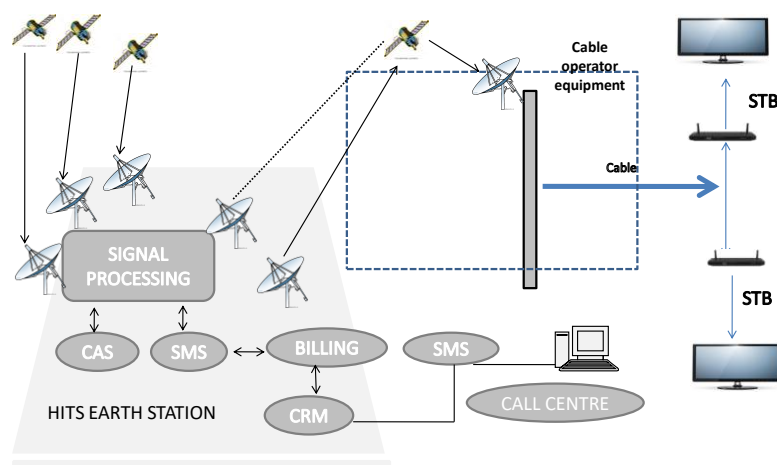 Cable
operator
equipment
STB
Cable
SIGNAL
PROCESSING
STB
CAS
SMS
BILLING
SMS
HITS EARTH STATION
CRM
CALL CENTRE